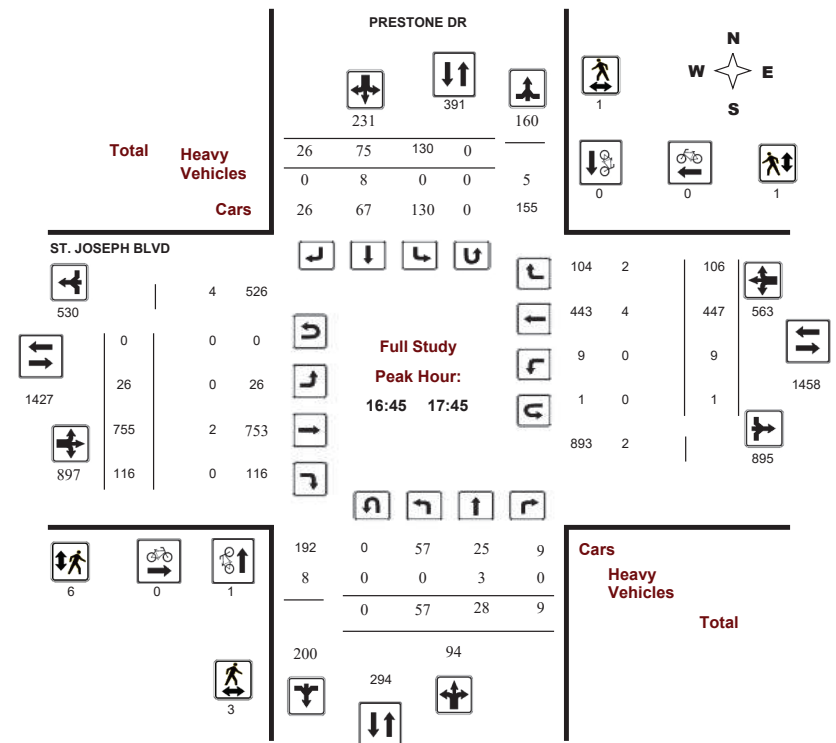 PRESTONE DR
N
W E
S
391
231
160
1
Total Heavy
Vehicles
Cars
26 75 130 0
0 8 0 0 5
26 67 130 0 155
0 0 1
ST. JOSEPH BLVD
530
4 526
0 0 0
1427
26 0 26
755 2 753
897
116 0 116
Full Study
Peak Hour:
16:45 17:45
104 2 106
443 4 447 563
9 0 9
1 0 1
1458
893 2
895
192 0 57 25 9
8 0 0 3 0
0 57 28 9
200 94
294
6 0 1
3
Cars
Heavy
Vehicles
Total